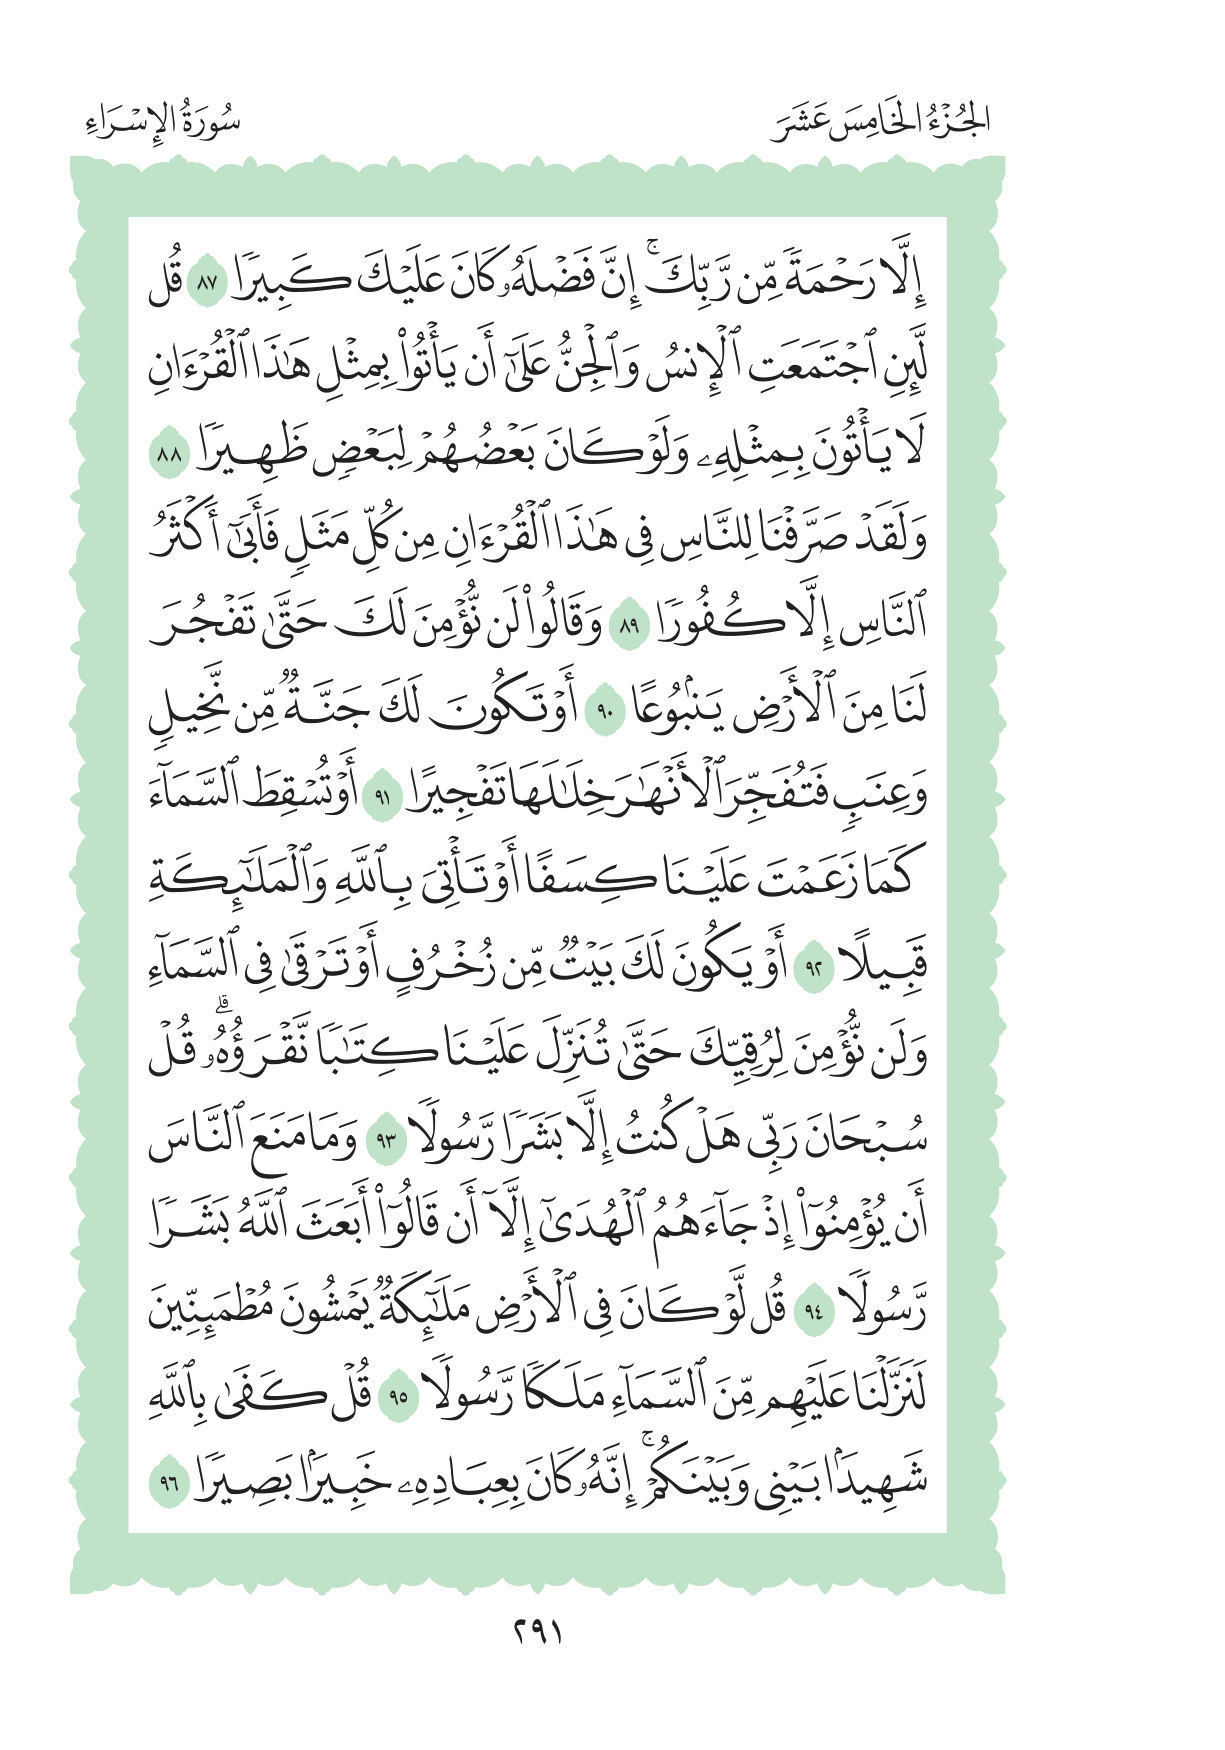 الجُزْءُ الخَامِسَ عَشَرَ
سُورَةُ الإِسْرَاءِ
إِلَّا رَحْمَةً مِّن رَّبِّكَۚ إِنَّ فَضْلَهُۥ كَانَ عَلَيْكَ كَبِيرًا ٨٧ قُل
لَّئِنِ ٱجْتَمَعَتِ ٱلْإِنسُ وَٱلْجِنُّ عَلَىٰٓ أَن يَأْتُوا۟ بِمِثْلِ هَٰذَا ٱلْقُرْءَانِ
لَا يَأْتُونَ بِمِثْلِهِۦ وَلَوْ كَانَ بَعْضُهُمْ لِبَعْضٍ ظَهِيرًا ٨٨
وَلَقَدْ صَرَّفْنَا لِلنَّاسِ فِى هَٰذَا ٱلْقُرْءَانِ مِن كُلِّ مَثَلٍ فَأَبَىٰٓ أَكْثَرُ
ٱلنَّاسِ إِلَّا كُفُورًا ٨٩ وَقَالُوا۟ لَن نُّؤْمِنَ لَكَ حَتَّىٰ تَفْجُرَ
لَنَا مِنَ ٱلْأَرْضِ يَنۢبُوعًا ٩٠ أَوْ تَكُونَ لَكَ جَنَّةٌ مِّن نَّخِيلٍ
وَعِنَبٍ فَتُفَجِّرَ ٱلْأَنْهَٰرَ خِلَٰلَهَا تَفْجِيرًا ٩١ أَوْ تُسْقِطَ ٱلسَّمَآءَ
كَمَا زَعَمْتَ عَلَيْنَا كِسَفًا أَوْ تَأْتِىَ بِٱللَّهِ وَٱلْمَلَٰٓئِكَةِ
قَبِيلًا ٩٢ أَوْ يَكُونَ لَكَ بَيْتٌ مِّن زُخْرُفٍ أَوْ تَرْقَىٰ فِى ٱلسَّمَآءِ
وَلَن نُّؤْمِنَ لِرُقِيِّكَ حَتَّىٰ تُنَزِّلَ عَلَيْنَا كِتَٰبًا نَّقْرَؤُهُۥۗ قُلْ
سُبْحَانَ رَبِّى هَلْ كُنتُ إِلَّا بَشَرًا رَّسُولًا ٩٣ وَمَا مَنَعَ ٱلنَّاسَ
أَن يُؤْمِنُوٓا۟ إِذْ جَآءَهُمُ ٱلْهُدَىٰٓ إِلَّآ أَن قَالُوٓا۟ أَبَعَثَ ٱللَّهُ بَشَرًا
رَّسُولًا ٩٤ قُل لَّوْ كَانَ فِى ٱلْأَرْضِ مَلَٰٓئِكَةٌ يَمْشُونَ مُطْمَئِنِّينَ
لَنَزَّلْنَا عَلَيْهِم مِّنَ ٱلسَّمَآءِ مَلَكًا رَّسُولًا ٩٥ قُلْ كَفَىٰ بِٱللَّهِ
شَهِيدًۢا بَيْنِى وَبَيْنَكُمْۚ إِنَّهُۥ كَانَ بِعِبَادِهِۦ خَبِيرًۢا بَصِيرًا ٩٦
٢٩١